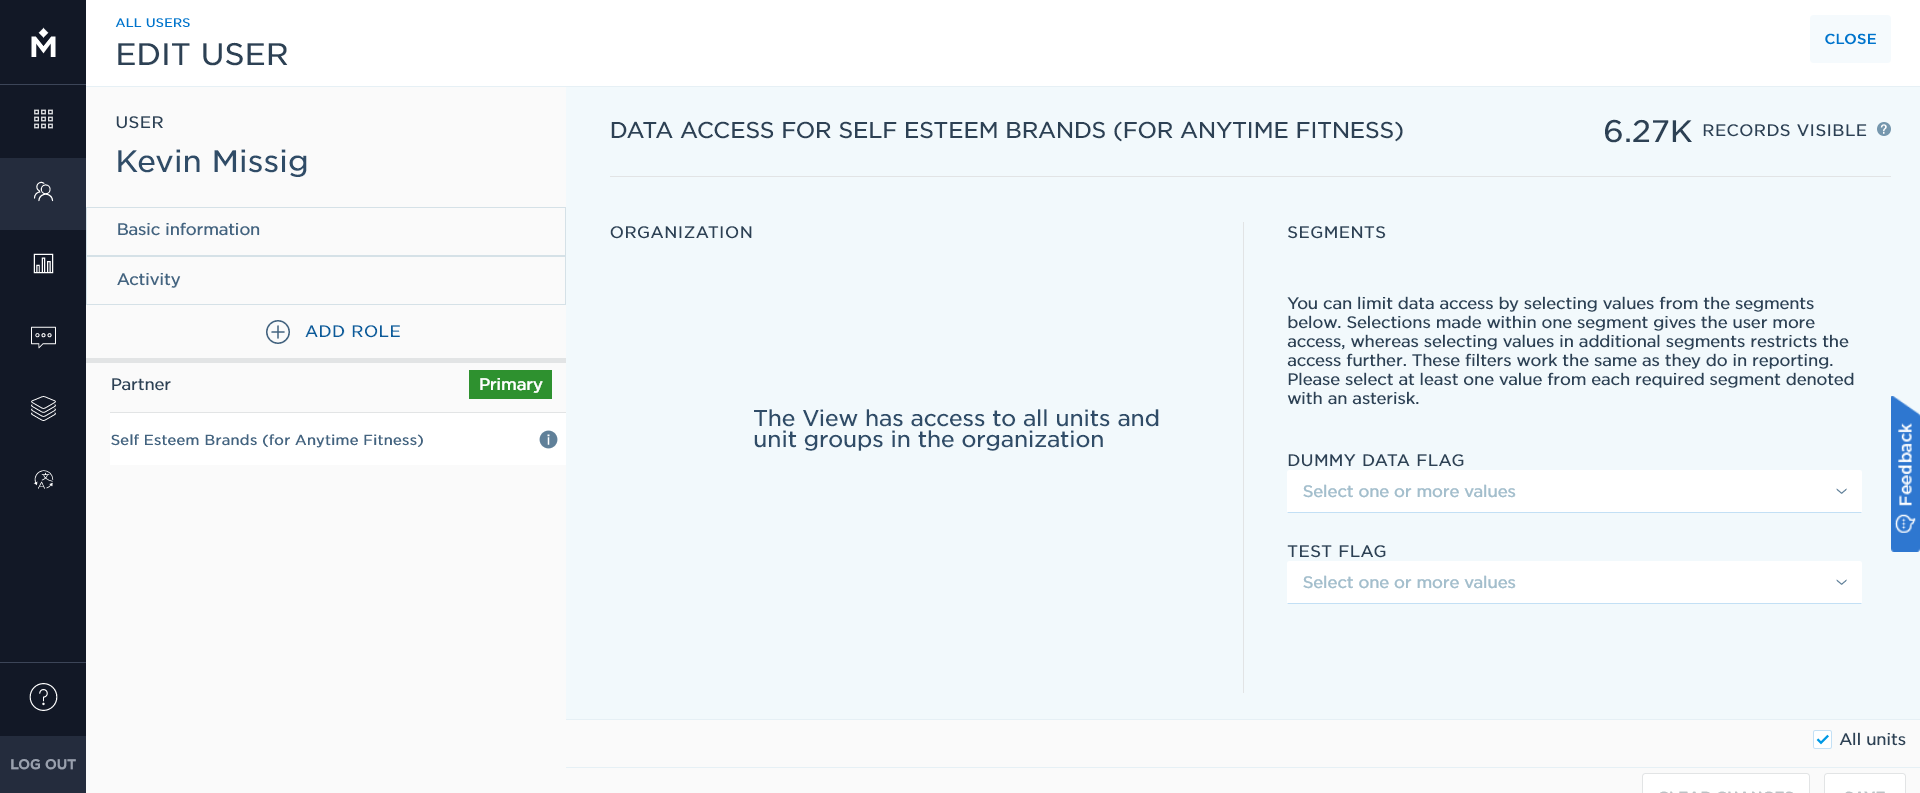 ALL USERS
EDIT USER
CLOSE
USER
Kevin Missig
Basic information
Activity
ADD ROLE
Partner
Primary
Self Esteem Brands (for Anytime Fitness)
LOG OUT
DATA ACCESS FOR SELF ESTEEM BRANDS (FOR ANYTIME FITNESS)
6.27K RECORDS VISIBLE
ORGANIZATION
The View has access to all units and
unit groups in the organization
SEGMENTS
You can limit data access by selecting values from the segments
below. Selections made within one segment gives the user more
access, whereas selecting values in additional segments restricts the
access further. These filters work the same as they do in reporting.
Please select at least one value from each required segment denoted
with an asterisk.
DUMMY DATA FLAG
Select one or more values
TEST FLAG
Select one or more values
Feedback
All units
CLEAR CHANGES
SAVE